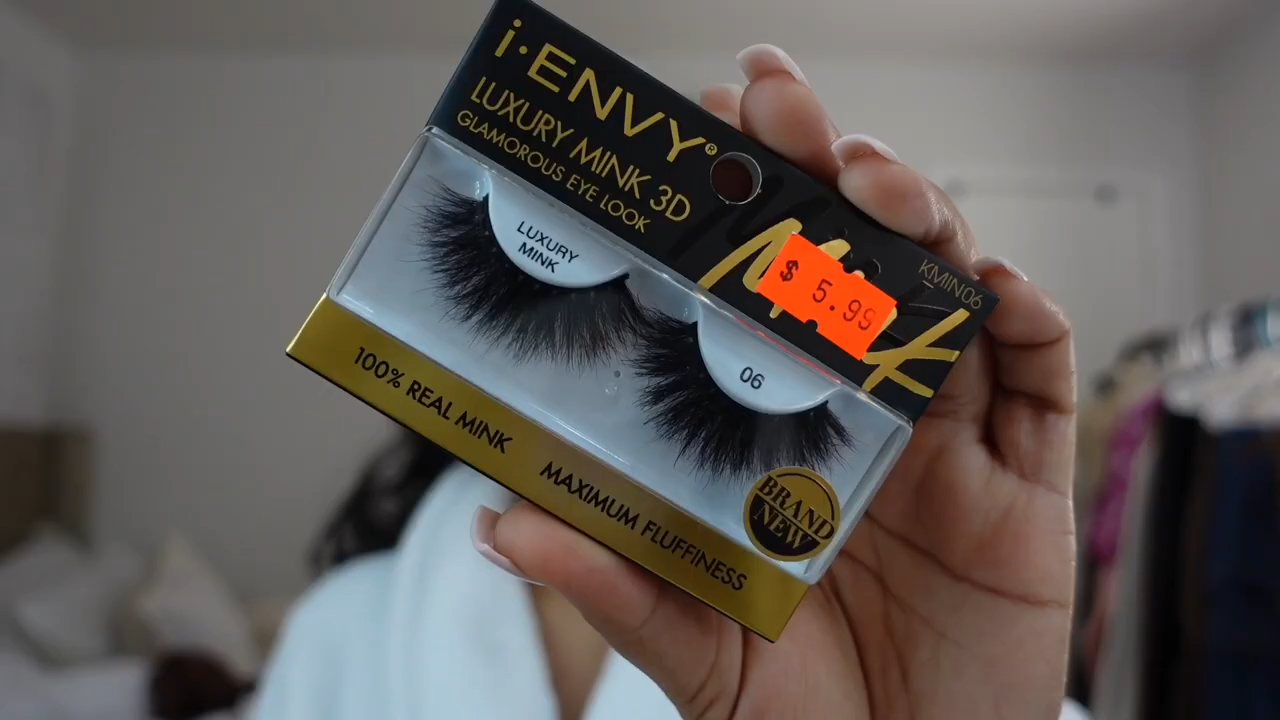 i·ENVY®
LUXURY MINK 3D
GLAMOROUS EYE LOOK
KMIN06
$ 5.99
LUXURY
MINK
06
100% REAL MINK
MAXIMUM FLUFFINESS
BRAND
NEW